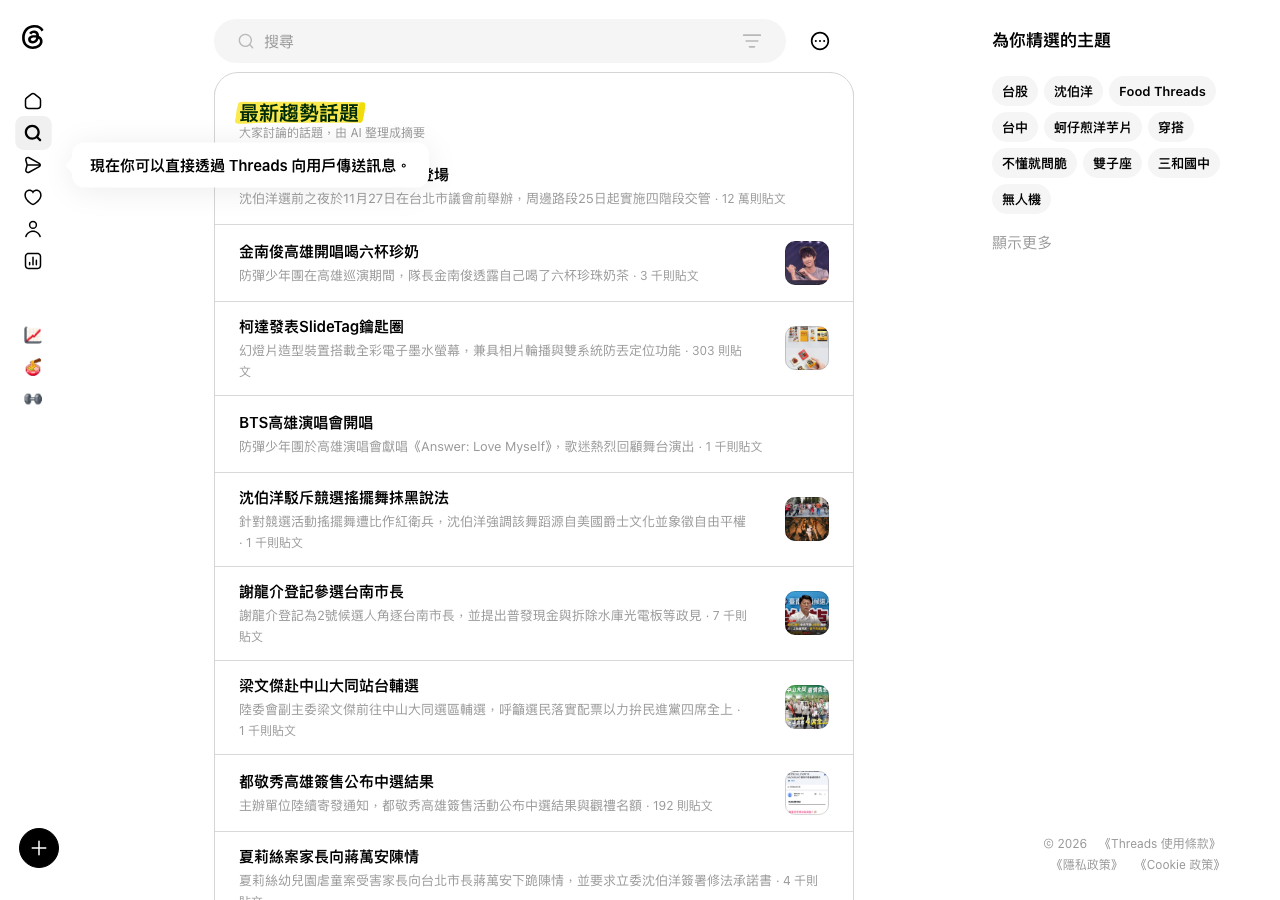 搜尋
最新趨勢話題
大家討論的話題，由 AI 整理成摘要
現在你可以直接透過 Threads 向用戶傳送訊息。
登場
沈伯洋選前之夜於11月27日在台北市議會前舉辦，周邊路段25日起實施四階段交管 · 12 萬則貼文
金南俊高雄開唱喝六杯珍奶
防彈少年團在高雄巡演期間，隊長金南俊透露自己喝了六杯珍珠奶茶 · 3 千則貼文
柯達發表SlideTag鑰匙圈
幻燈片造型裝置搭載全彩電子墨水螢幕，兼具相片輪播與雙系統防丟定位功能 · 303 則貼
文
BTS高雄演唱會開唱
防彈少年團於高雄演唱會獻唱《Answer: Love Myself》，歌迷熱烈回顧舞台演出 · 1 千則貼文
沈伯洋駁斥競選搖擺舞抹黑說法
針對競選活動搖擺舞遭比作紅衛兵，沈伯洋強調該舞蹈源自美國爵士文化並象徵自由平權
· 1 千則貼文
謝龍介登記參選台南市長
謝龍介登記為2號候選人角逐台南市長，並提出普發現金與拆除水庫光電板等政見 · 7 千則
貼文
梁文傑赴中山大同站台輔選
陸委會副主委梁文傑前往中山大同選區輔選，呼籲選民落實配票以力拚民進黨四席全上 ·
1 千則貼文
都敬秀高雄簽售公布中選結果
主辦單位陸續寄發通知，都敬秀高雄簽售活動公布中選結果與觀禮名額 · 192 則貼文
夏莉絲案家長向蔣萬安陳情
夏莉絲幼兒園虐童案受害家長向台北市長蔣萬安下跪陳情，並要求立委沈伯洋簽署修法承諾書 · 4 千則
貼文
為你精選的主題
台股
沈伯洋
Food Threads
台中
蚵仔煎洋芋片
穿搭
不懂就問脆
雙子座
三和國中
無人機
顯示更多
© 2026
《Threads 使用條款》
《隱私政策》
《Cookie 政策》